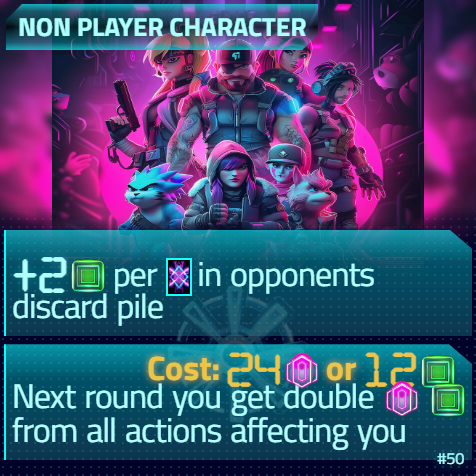 NON PLAYER CHARACTER
+2 per in opponents
discard pile
Cost: 24 or 12
Next round you get double
from all actions affecting you
#50